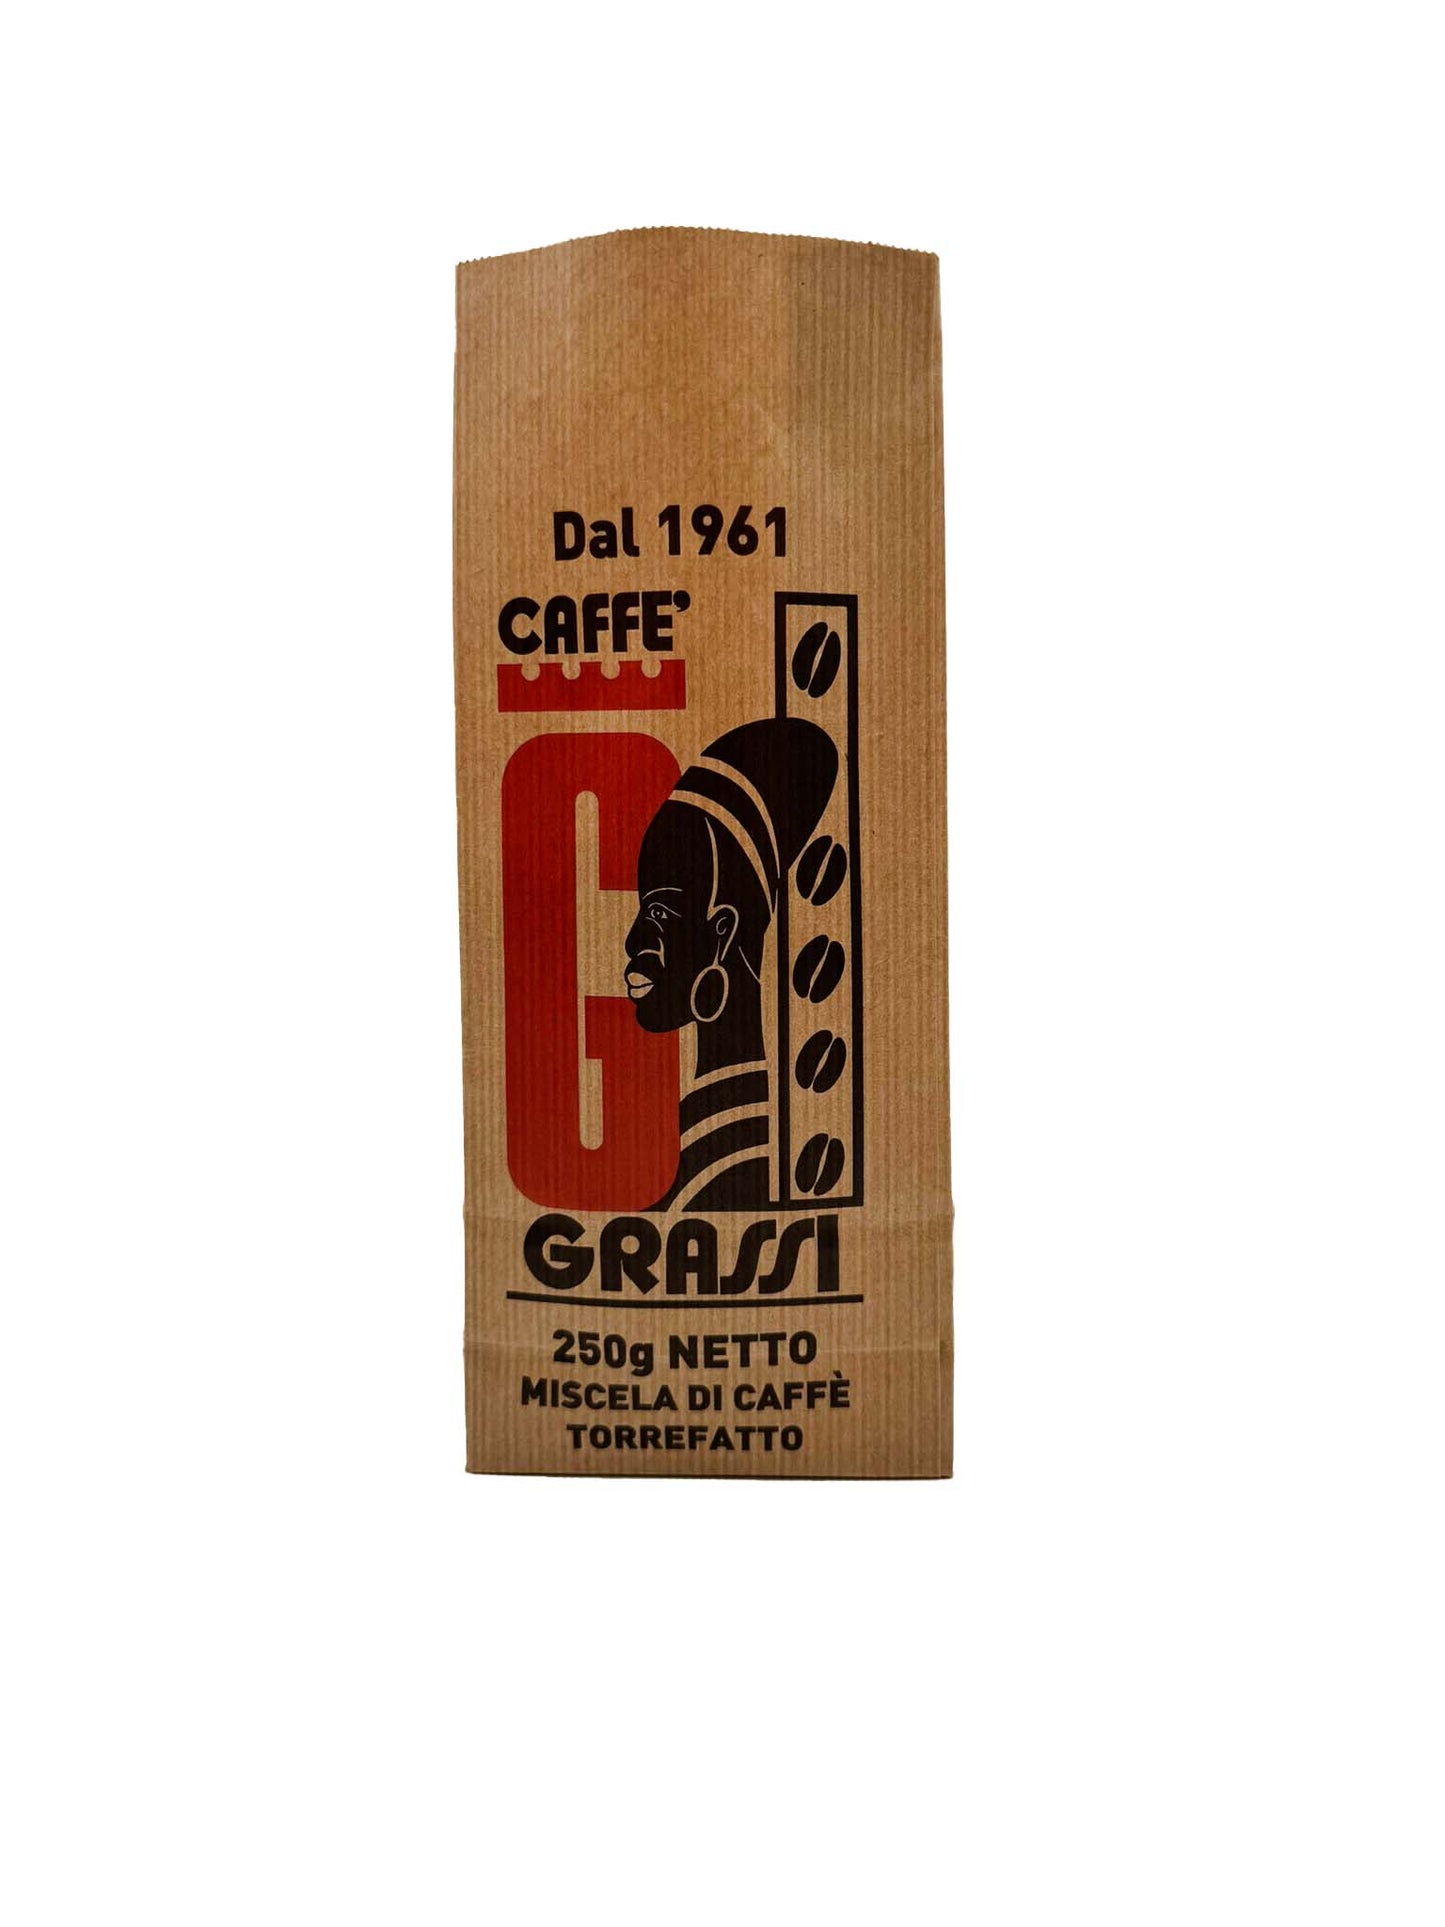 Dal 1961
CAFFE'
G
GRASSI
250g NETTO
MISCELA DI CAFFÈ
TORREFATTO